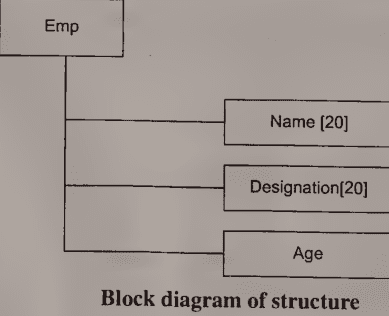 Emp
Name [20]
Designation[20]
Age
Block diagram of structure